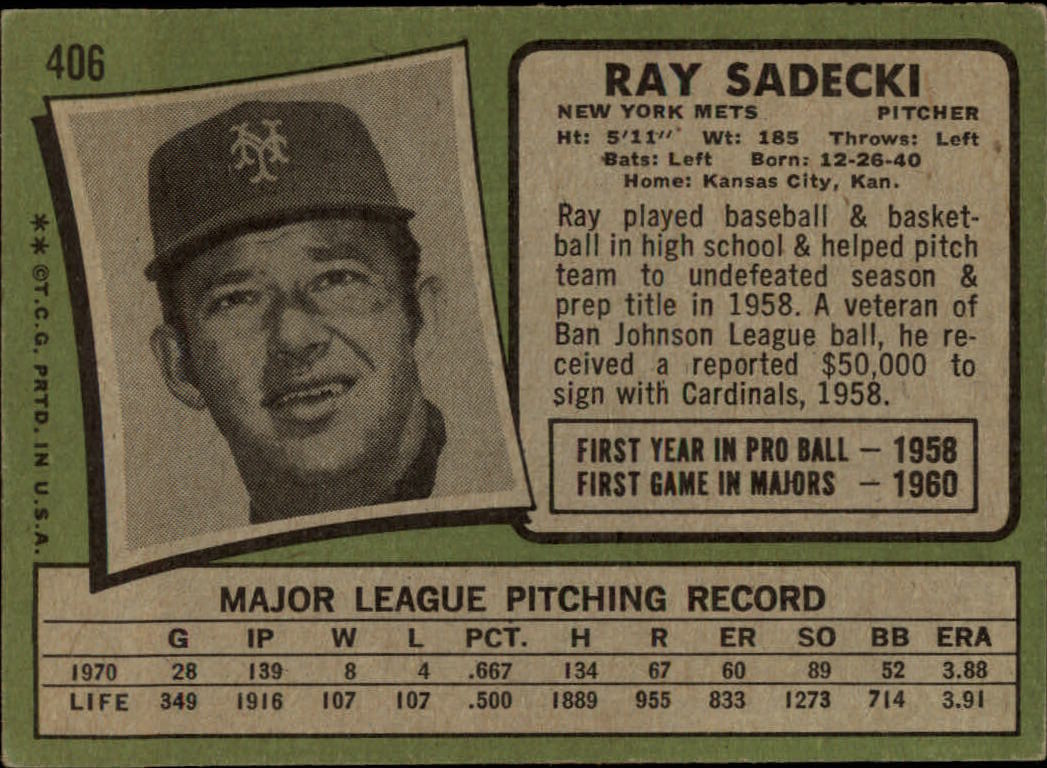 406
NY
RAY SADECKI
NEW YORK METS PITCHER
Ht: 5'11" Wt: 185 Throws: Left
Bats: Left Born: 12-26-40
Home: Kansas City, Kan.
Ray played baseball & basket-
ball in high school & helped pitch
team to undefeated season &
prep title in 1958. A veteran of
Ban Johnson League ball, he re-
ceived a reported $50,000 to
sign with Cardinals, 1958.
FIRST YEAR IN PRO BALL — 1958
FIRST GAME IN MAJORS — 1960
** ©T.C.G. PRTD. IN U.S.A.
MAJOR LEAGUE PITCHING RECORD
G IP W L PCT. H R ER SO BB ERA
1970 28 139 8 4 .667 134 67 60 89 52 3.88
LIFE 349 1916 107 107 .500 1889 955 833 1273 714 3.91